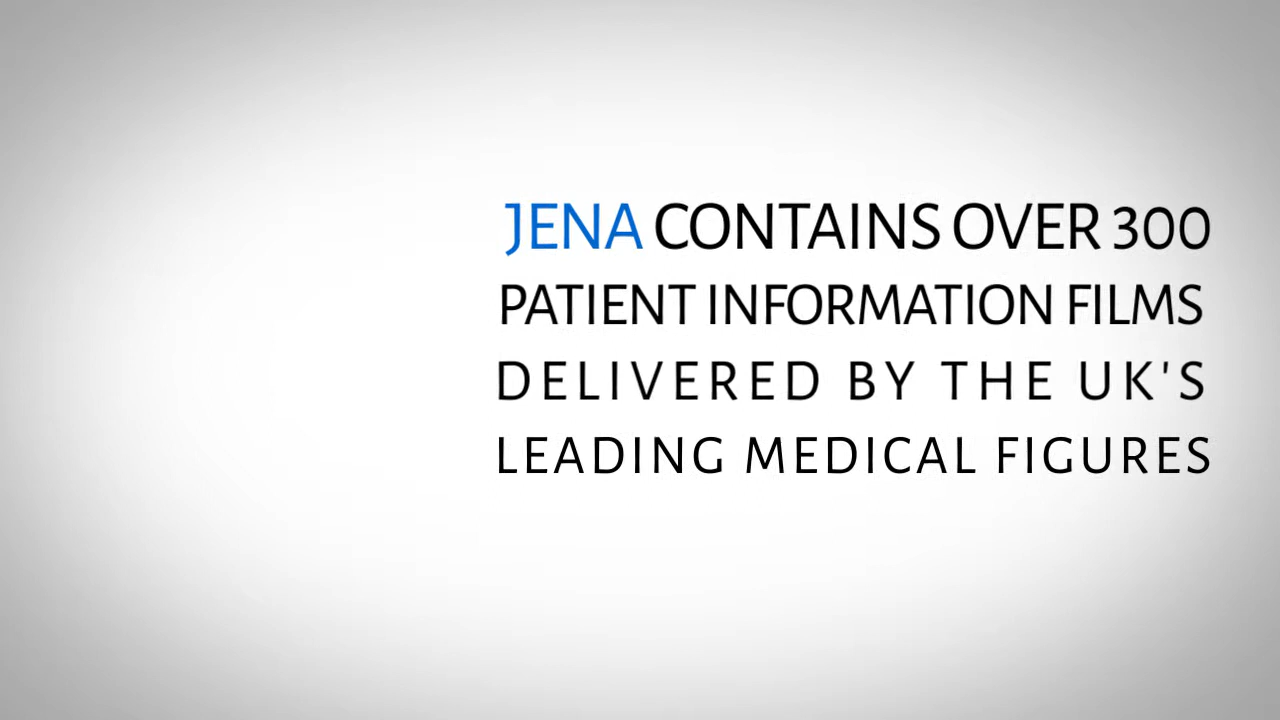 JENA CONTAINS OVER 300
PATIENT INFORMATION FILMS
DELIVERED BY THE UK'S
LEADING MEDICAL FIGURES